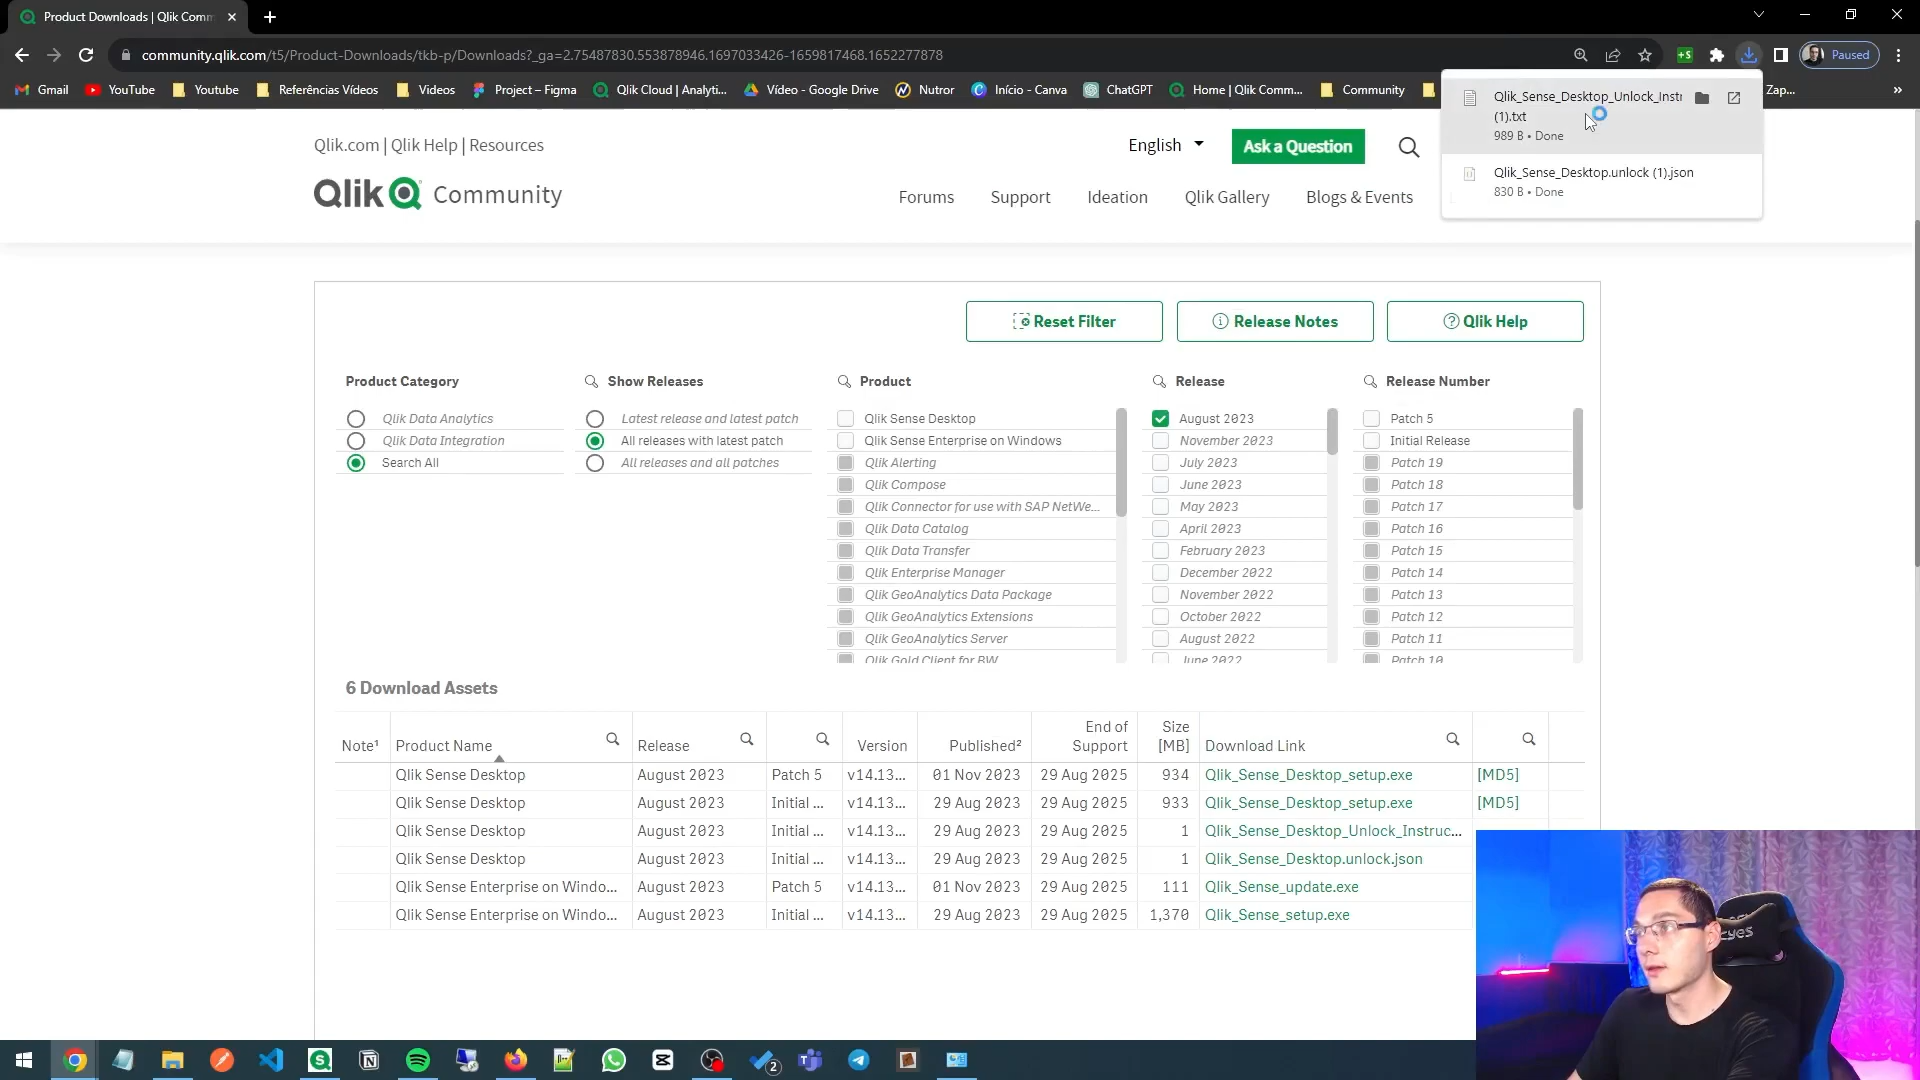 Product Downloads | Qlik Comm
community.qlik.com/t5/Product-Downloads/tkb-p/Downloads?_ga=2.75487830.553878946.1697033426-1659817468.1652277878
Paused
Gmail YouTube Youtube Referências Vídeos Videos Project – Figma Qlik Cloud | Analyti... Vídeo - Google Drive Nutror Início - Canva ChatGPT Home | Qlik Comm... Community Zap... »
Qlik_Sense_Desktop_Unlock_Instr
(1).txt
989 B • Done
Qlik_Sense_Desktop.unlock (1).json
830 B • Done
Qlik.com | Qlik Help | Resources
English
Ask a Question
Qlik Community
Forums Support Ideation Qlik Gallery Blogs & Events
Reset Filter
Release Notes
Qlik Help
Product Category
Qlik Data Analytics
Qlik Data Integration
Search All
Show Releases
Latest release and latest patch
All releases with latest patch
All releases and all patches
Product
Qlik Sense Desktop
Qlik Sense Enterprise on Windows
Qlik Alerting
Qlik Compose
Qlik Connector for use with SAP NetWe...
Qlik Data Catalog
Qlik Data Transfer
Qlik Enterprise Manager
Qlik GeoAnalytics Data Package
Qlik GeoAnalytics Extensions
Qlik GeoAnalytics Server
Qlik Gold Client for BW
Release
August 2023
November 2023
July 2023
June 2023
May 2023
April 2023
February 2023
December 2022
November 2022
October 2022
August 2022
June 2022
Release Number
Patch 5
Initial Release
Patch 19
Patch 18
Patch 17
Patch 16
Patch 15
Patch 14
Patch 13
Patch 12
Patch 11
Patch 10
6 Download Assets
Note¹ Product Name Release Version Published² End of Support Size [MB] Download Link
Qlik Sense Desktop August 2023 Patch 5 v14.13... 01 Nov 2023 29 Aug 2025 934 Qlik_Sense_Desktop_setup.exe [MD5]
Qlik Sense Desktop August 2023 Initial ... v14.13... 29 Aug 2023 29 Aug 2025 933 Qlik_Sense_Desktop_setup.exe [MD5]
Qlik Sense Desktop August 2023 Initial ... v14.13... 29 Aug 2023 29 Aug 2025 1 Qlik_Sense_Desktop_Unlock_Instruc...
Qlik Sense Desktop August 2023 Initial ... v14.13... 29 Aug 2023 29 Aug 2025 1 Qlik_Sense_Desktop.unlock.json
Qlik Sense Enterprise on Windo... August 2023 Patch 5 v14.13... 01 Nov 2023 29 Aug 2025 111 Qlik_Sense_update.exe
Qlik Sense Enterprise on Windo... August 2023 Initial ... v14.13... 29 Aug 2023 29 Aug 2025 1,370 Qlik_Sense_setup.exe
2